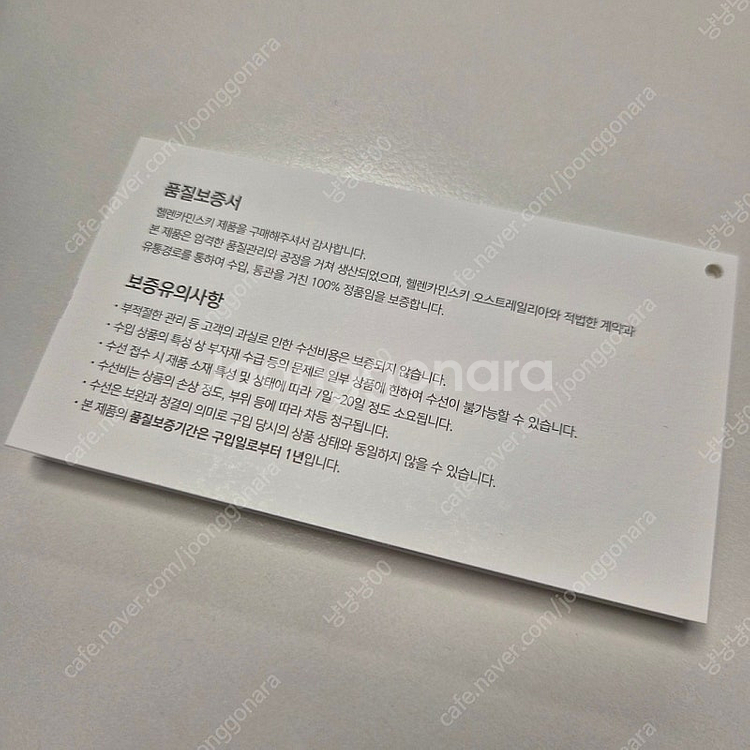 품질보증서
헬렌카민스키 제품을 구매해주셔서 감사합니다.
본 제품은 엄격한 품질관리와 공정을 거쳐 생산되었으며, 헬렌카민스키 오스트레일리아와 적법한 계약과
유통경로를 통하여 수입, 통관을 거친 100% 정품임을 보증합니다.
보증유의사항
· 부적절한 관리 등 고객의 과실로 인한 수선비용은 보증되지 않습니다.
· 수입 상품의 특성 상 부자재 수급 등의 문제로 일부 상품에 한하여 수선이 불가능할 수 있습니다.
· 수선 접수 시 제품 소재 특성 및 상태에 따라 7일~20일 정도 소요됩니다.
· 수선비는 상품의 손상 정도, 부위 등에 따라 차등 청구됩니다.
· 수선은 보완과 청결의 의미로 구입 당시의 상품 상태와 동일하지 않을 수 있습니다.
· 본 제품의 품질보증기간은 구입일로부터 1년입니다.
joonggonara
cafe.naver.com/joonggonara
냥냥냥00